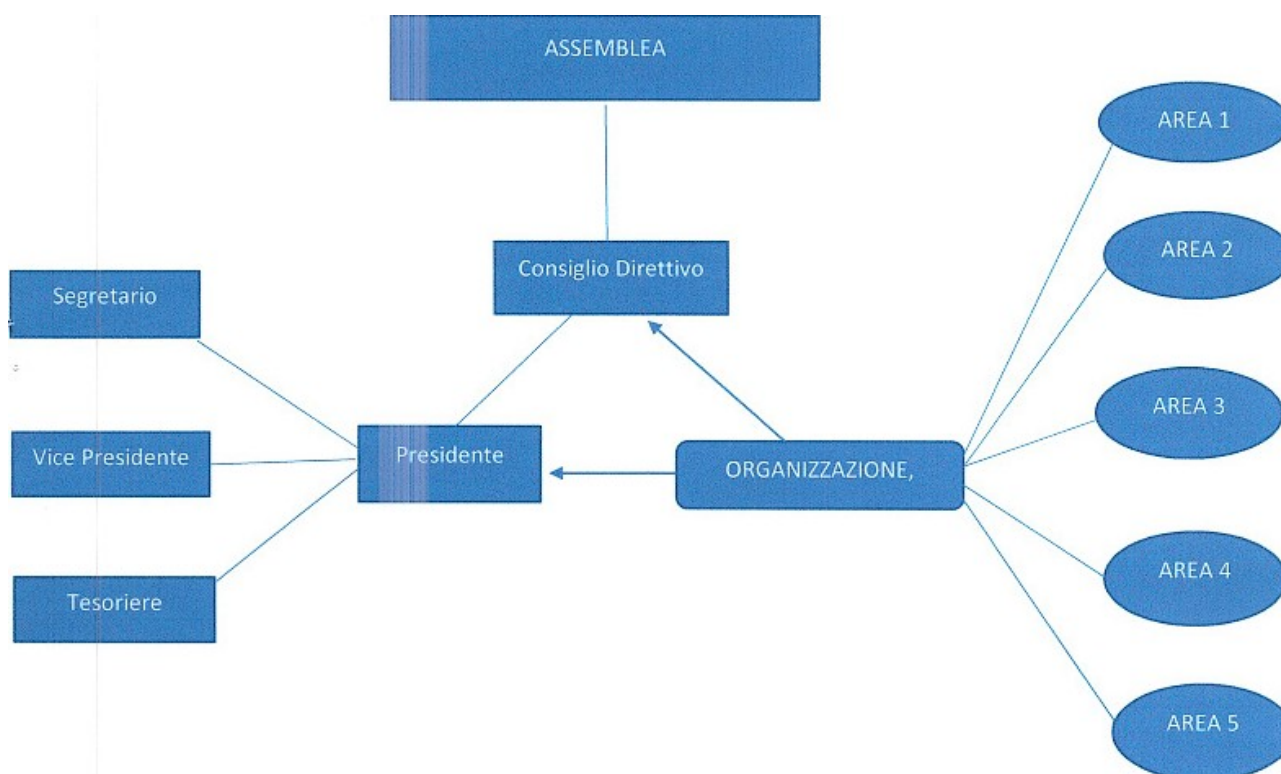 ASSEMBLEA
AREA 1
AREA 2
Consiglio Direttivo
Segretario
AREA 3
Vice Presidente
Presidente
ORGANIZZAZIONE,
AREA 4
Tesoriere
AREA 5